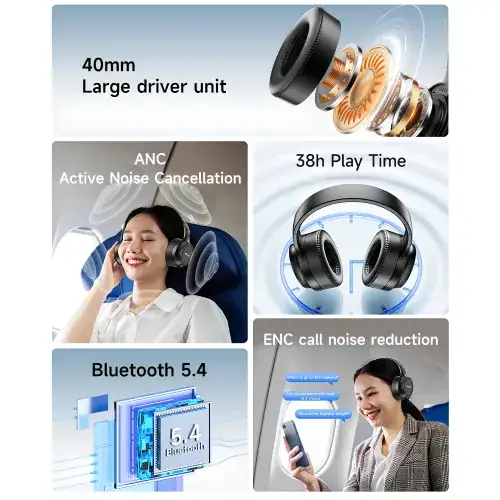 40mm
Large driver unit
ANC
Active Noise Cancellation
38h Play Time
Bluetooth 5.4
5.4
Bluetooth
ENC call noise reduction